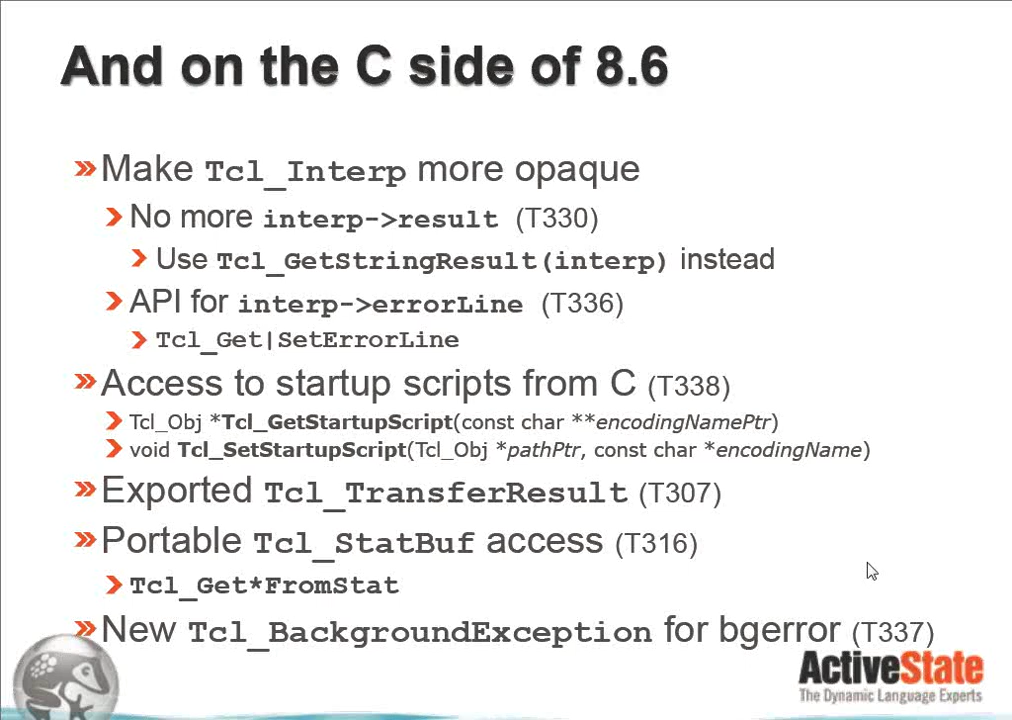 And on the C side of 8.6
Make Tcl_Interp more opaque
No more interp->result (T330)
Use Tcl_GetStringResult(interp) instead
API for interp->errorLine (T336)
Tcl_Get|SetErrorLine
Access to startup scripts from C (T338)
Tcl_Obj *Tcl_GetStartupScript(const char **encodingNamePtr)
void Tcl_SetStartupScript(Tcl_Obj *pathPtr, const char *encodingName)
Exported Tcl_TransferResult (T307)
Portable Tcl_StatBuf access (T316)
Tcl_Get*FromStat
New Tcl_BackgroundException for bgerror (T337)
ActiveState
The Dynamic Language Experts